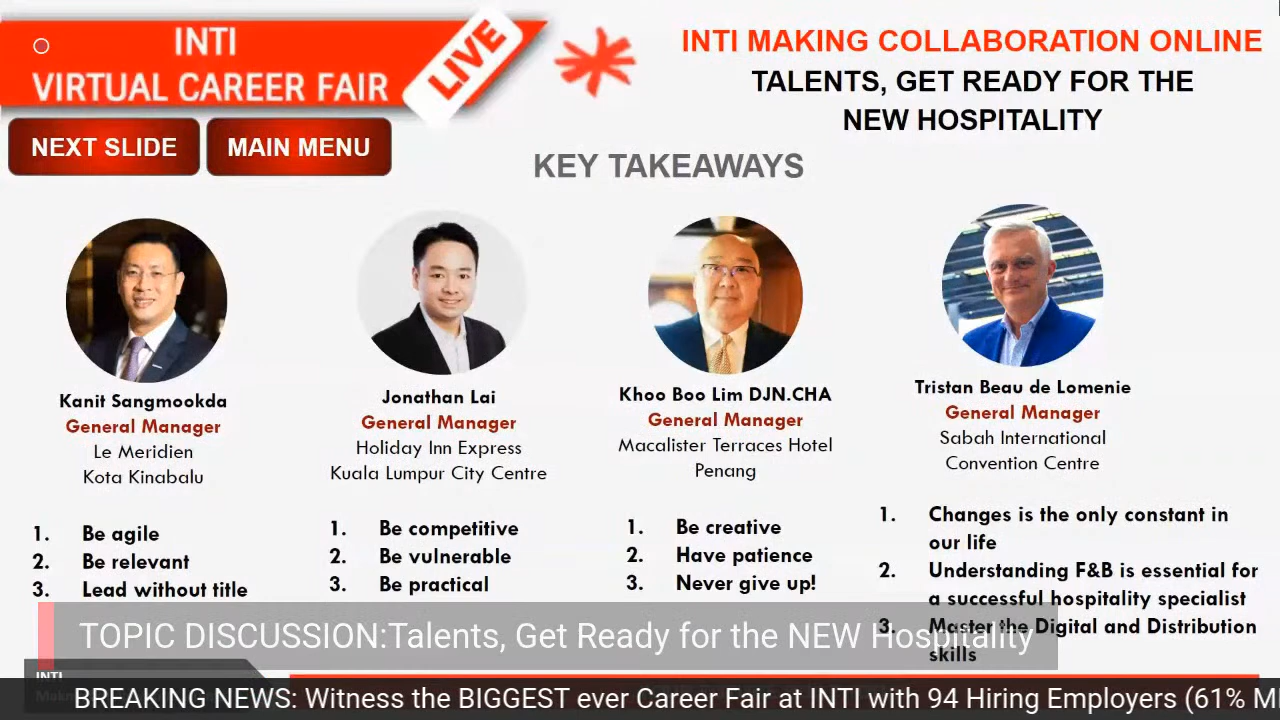 INTI
VIRTUAL CAREER FAIR
LIVE
INTI MAKING COLLABORATION ONLINE
TALENTS, GET READY FOR THE
NEW HOSPITALITY
NEXT SLIDE
MAIN MENU
KEY TAKEAWAYS
Kanit Sangmookda
General Manager
Le Meridien
Kota Kinabalu
1. Be agile
2. Be relevant
3. Lead without title
Jonathan Lai
General Manager
Holiday Inn Express
Kuala Lumpur City Centre
1. Be competitive
2. Be vulnerable
3. Be practical
Khoo Boo Lim DJN.CHA
General Manager
Macalister Terraces Hotel
Penang
1. Be creative
2. Have patience
3. Never give up!
Tristan Beau de Lomenie
General Manager
Sabah International
Convention Centre
1. Changes is the only constant in
our life
2. Understanding F&B is essential for
a successful hospitality specialist
3. Master the Digital and Distribution
skills
TOPIC DISCUSSION:Talents, Get Ready for the NEW Hospitality
INTI
BREAKING NEWS: Witness the BIGGEST ever Career Fair at INTI with 94 Hiring Employers (61%